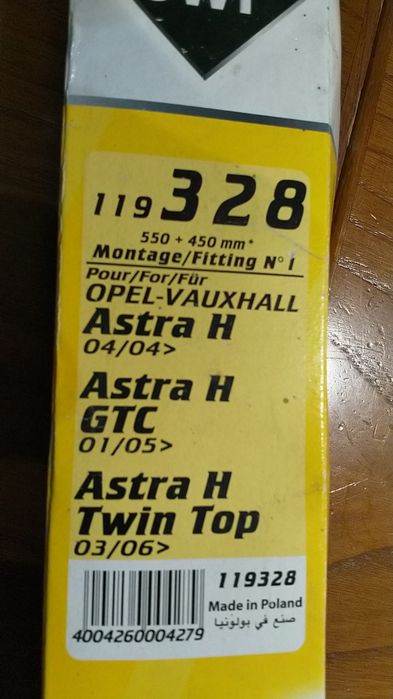 SWF
119 328
550 + 450 mm*
Montage/Fitting N° 1
Pour/For/Für
OPEL-VAUXHALL
Astra H
04/04>
Astra H
GTC
01/05>
Astra H
Twin Top
03/06>
119328
Made in Poland
صنع في بولونيا
4004260004279